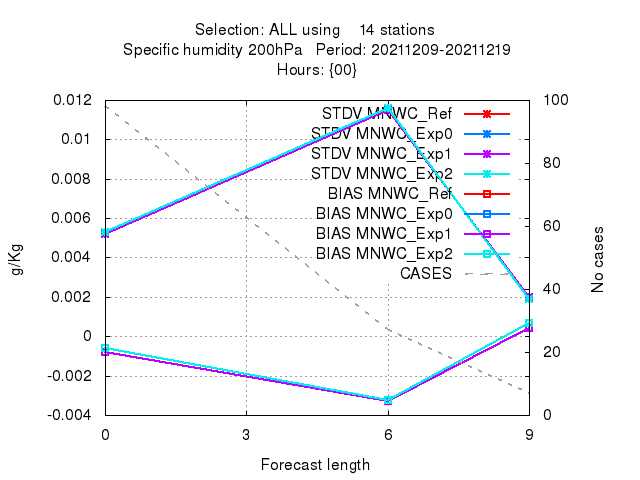 Selection: ALL using 14 stations
Specific humidity 200hPa Period: 20211209-20211219
Hours: {00}
0.012
0.01
0.008
0.006
0.004
0.002
0
-0.002
-0.004
g/Kg
100
80
60
40
20
0
No cases
STDV MNWC_Ref
STDV MNWC_Exp0
STDV MNWC_Exp1
STDV MNWC_Exp2
BIAS MNWC_Ref
BIAS MNWC_Exp0
BIAS MNWC_Exp1
BIAS MNWC_Exp2
CASES
0 3 6 9
Forecast length